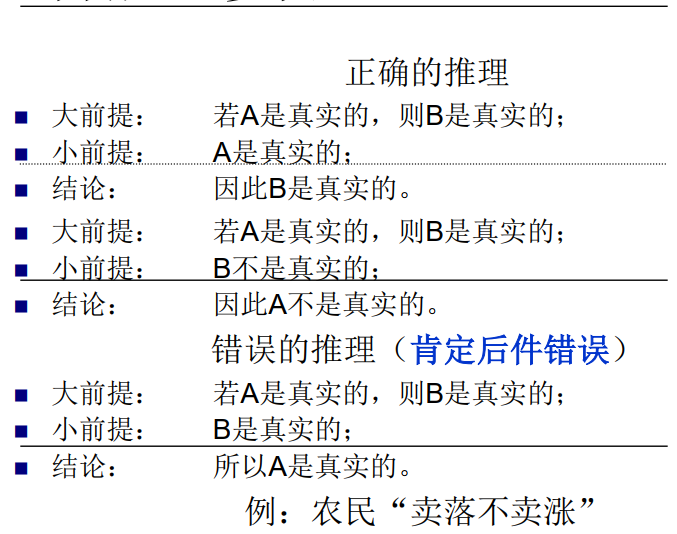 正确的推理
■ 大前提： 若A是真实的，则B是真实的；
■ 小前提： A是真实的；
■ 结论： 因此B是真实的。
■ 大前提： 若A是真实的，则B是真实的；
■ 小前提： B不是真实的；
■ 结论： 因此A不是真实的。
错误的推理（肯定后件错误）
■ 大前提： 若A是真实的，则B是真实的；
■ 小前提： B是真实的；
■ 结论： 所以A是真实的。
例：农民“卖落不卖涨”